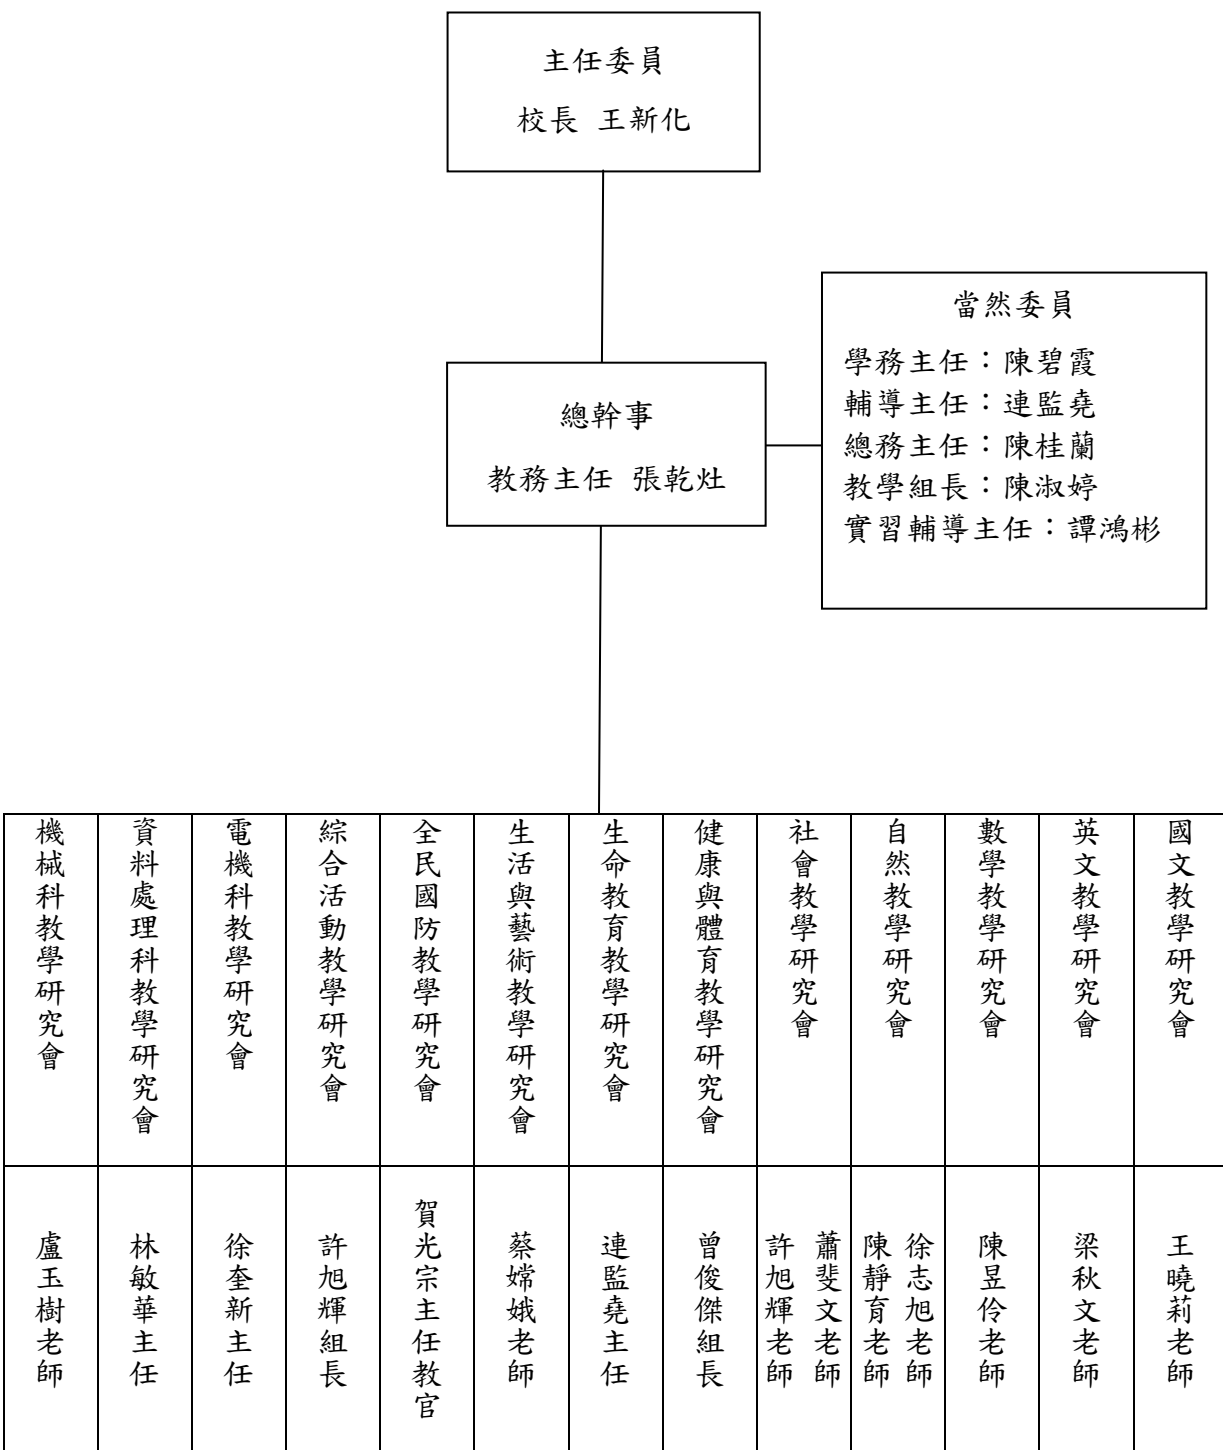 主任委員
校長 王新化
當然委員
學務主任：陳碧霞
輔導主任：連監堯
總務主任：陳桂蘭
教學組長：陳淑婷
實習輔導主任：譚鴻彬
總幹事
教務主任 張乾灶
機械科教學研究會
資料處理科教學研究會
電機科教學研究會
綜合活動教學研究會
全民國防教學研究會
生活與藝術教學研究會
生命教育教學研究會
健康與體育教學研究會
社會教學研究會
自然教學研究會
數學教學研究會
英文教學研究會
國文教學研究會
盧玉樹老師
林敏華主任
徐奎新主任
許旭輝組長
賀光宗主任教官
蔡嫦娥老師
連監堯主任
曾俊傑組長
蕭斐文老師
許旭輝老師
徐志旭老師
陳靜育老師
陳昱伶老師
梁秋文老師
王曉莉老師